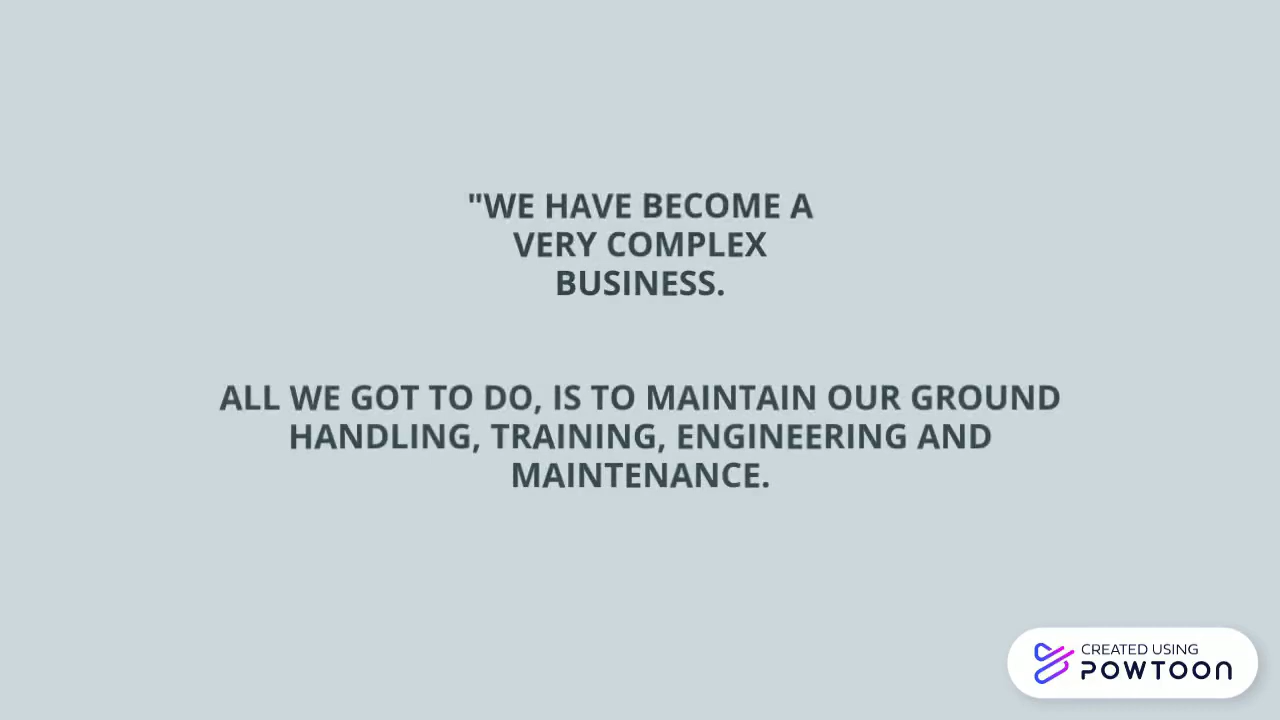 "WE HAVE BECOME A
VERY COMPLEX
BUSINESS.
ALL WE GOT TO DO, IS TO MAINTAIN OUR GROUND
HANDLING, TRAINING, ENGINEERING AND
MAINTENANCE.
CREATED USING
POWTOON